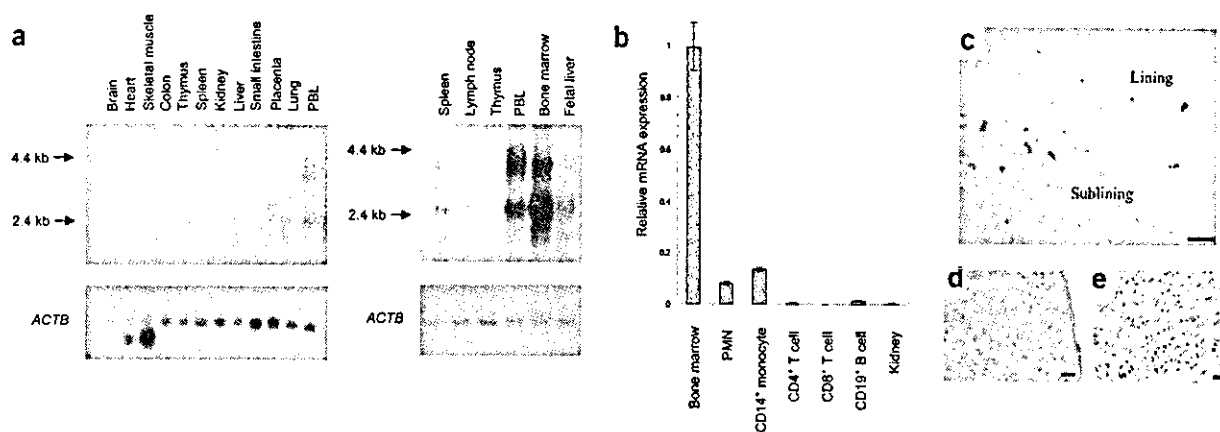 a
Brain
Heart
Skeletal muscle
Colon
Thymus
Spleen
Kidney
Liver
Small intestine
Placenta
Lung
PBL
4.4 kb
2.4 kb
ACTB
Spleen
Lymph node
Thymus
PBL
Bone marrow
Fetal liver
4.4 kb
2.4 kb
ACTB
b
Relative mRNA expression
1
0.8
0.6
0.4
0.2
0
Bone marrow
PMN
CD14⁺ monocyte
CD4⁺ T cell
CD8⁺ T cell
CD19⁺ B cell
Kidney
c
Lining
Sublining
d
e